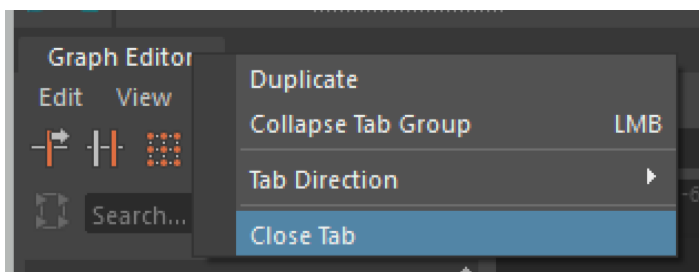 Graph Editor
Duplicate
Edit View
Collapse Tab Group LMB
Tab Direction
Search...
Close Tab